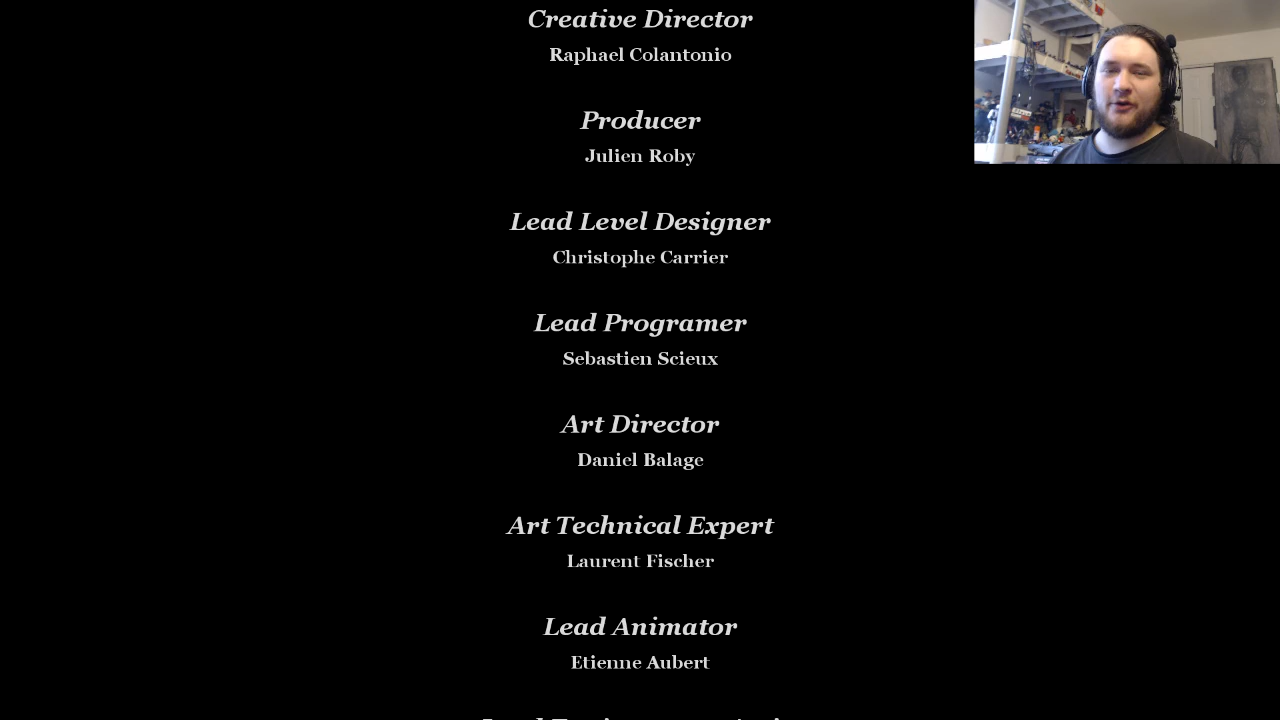 Creative Director
Raphael Colantonio
Producer
Julien Roby
Lead Level Designer
Christophe Carrier
Lead Programer
Sebastien Scieux
Art Director
Daniel Balage
Art Technical Expert
Laurent Fischer
Lead Animator
Etienne Aubert